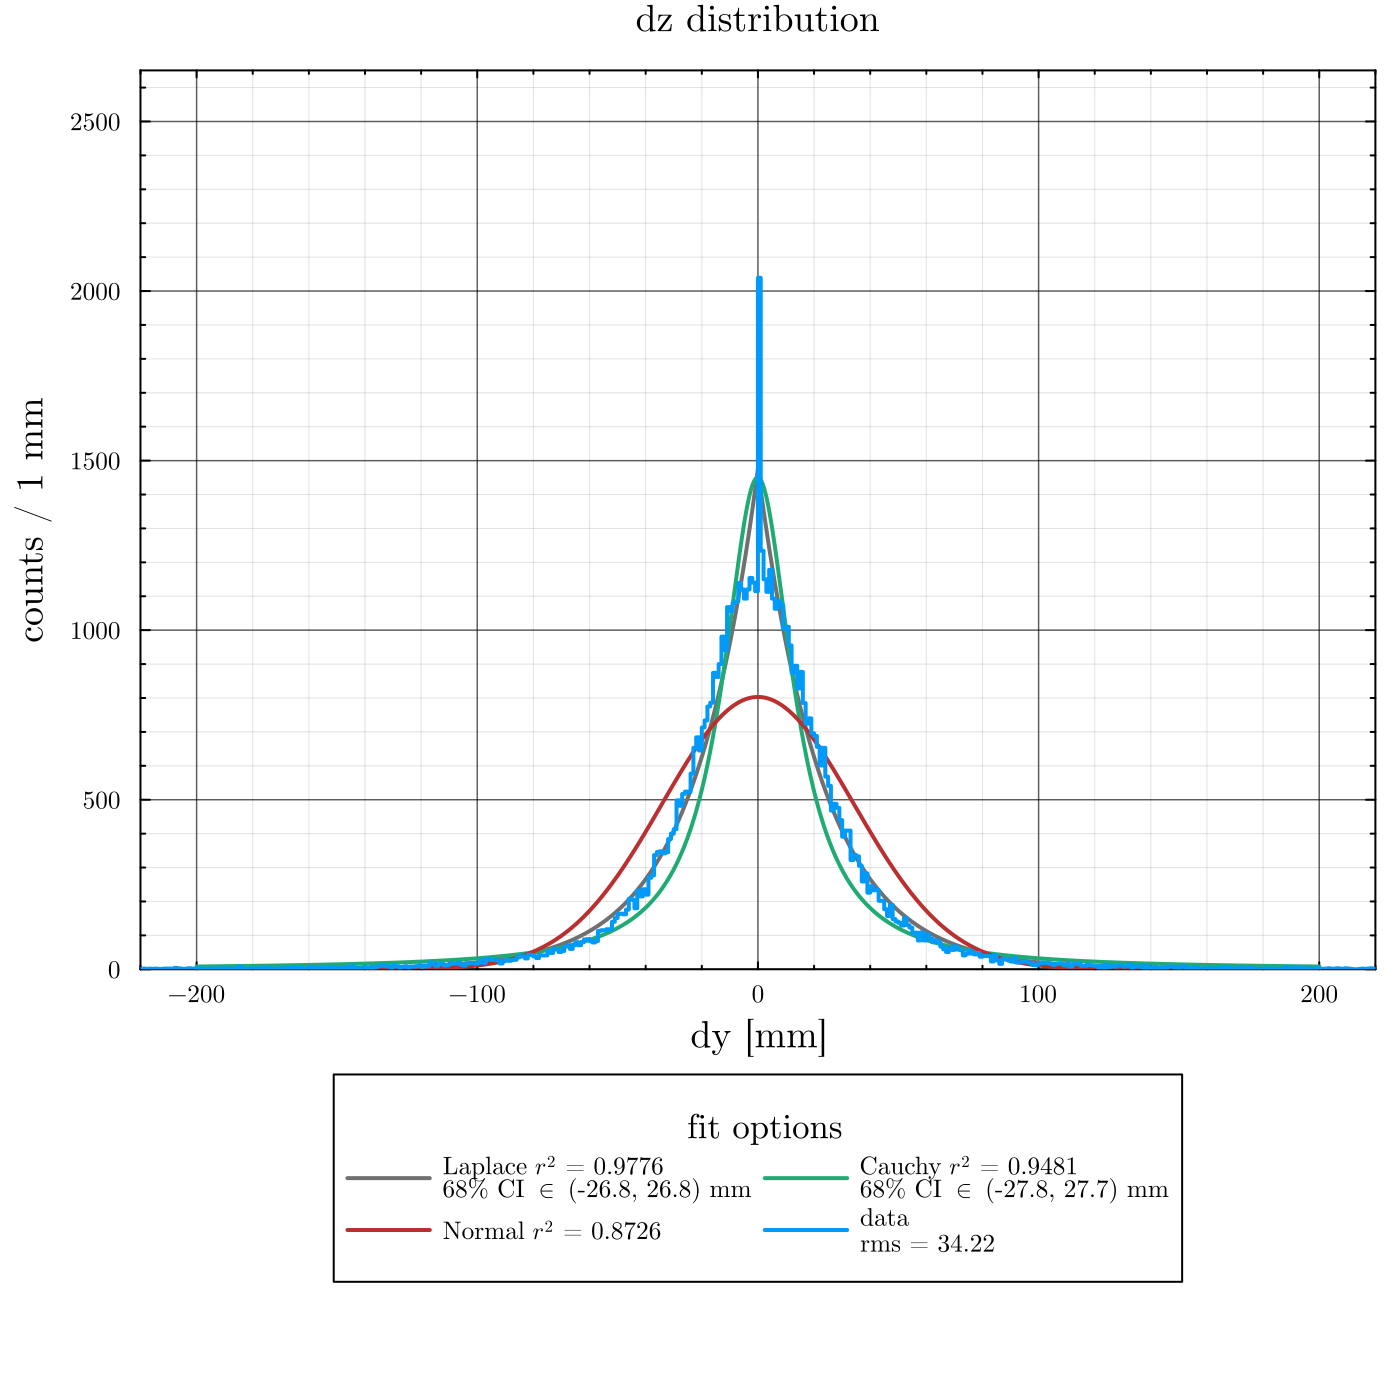 dz distribution
counts / 1 mm
2500
2000
1500
1000
500
0
−200
−100
0
100
200
dy [mm]
fit options
Laplace r² = 0.9776
68% CI ∈ (-26.8, 26.8) mm
Cauchy r² = 0.9481
68% CI ∈ (-27.8, 27.7) mm
Normal r² = 0.8726
data
rms = 34.22